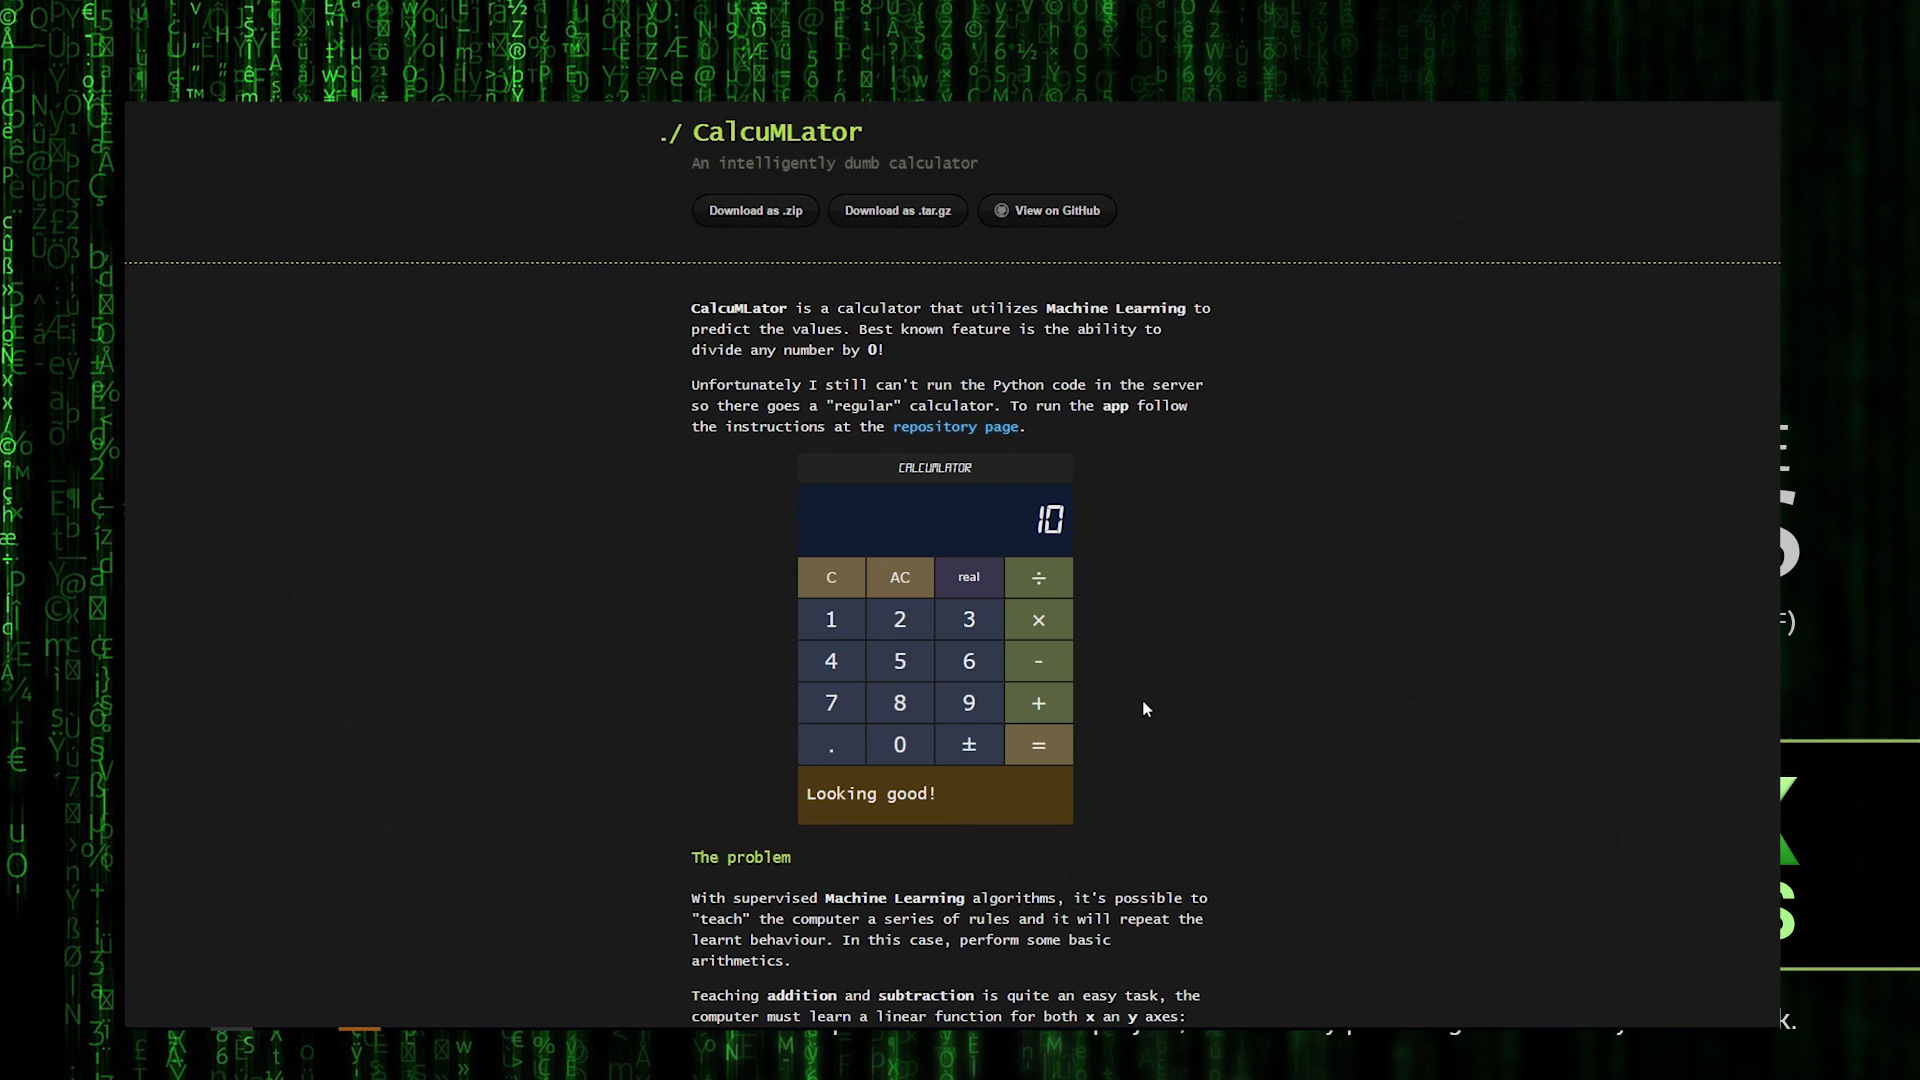 ./ CalcuMLator
An intelligently dumb calculator
Download as .zip Download as .tar.gz View on GitHub
CalcuMLator is a calculator that utilizes Machine Learning to
predict the values. Best known feature is the ability to
divide any number by 0!
Unfortunately I still can't run the Python code in the server
so there goes a "regular" calculator. To run the app follow
the instructions at the repository page.
CALCUMLATOR
10
C AC real ÷
1 2 3 ×
4 5 6 -
7 8 9 +
. 0 ± =
Looking good!
The problem
With supervised Machine Learning algorithms, it's possible to
"teach" the computer a series of rules and it will repeat the
learnt behaviour. In this case, perform some basic
arithmetics.
Teaching addition and subtraction is quite an easy task, the
computer must learn a linear function for both x an y axes: